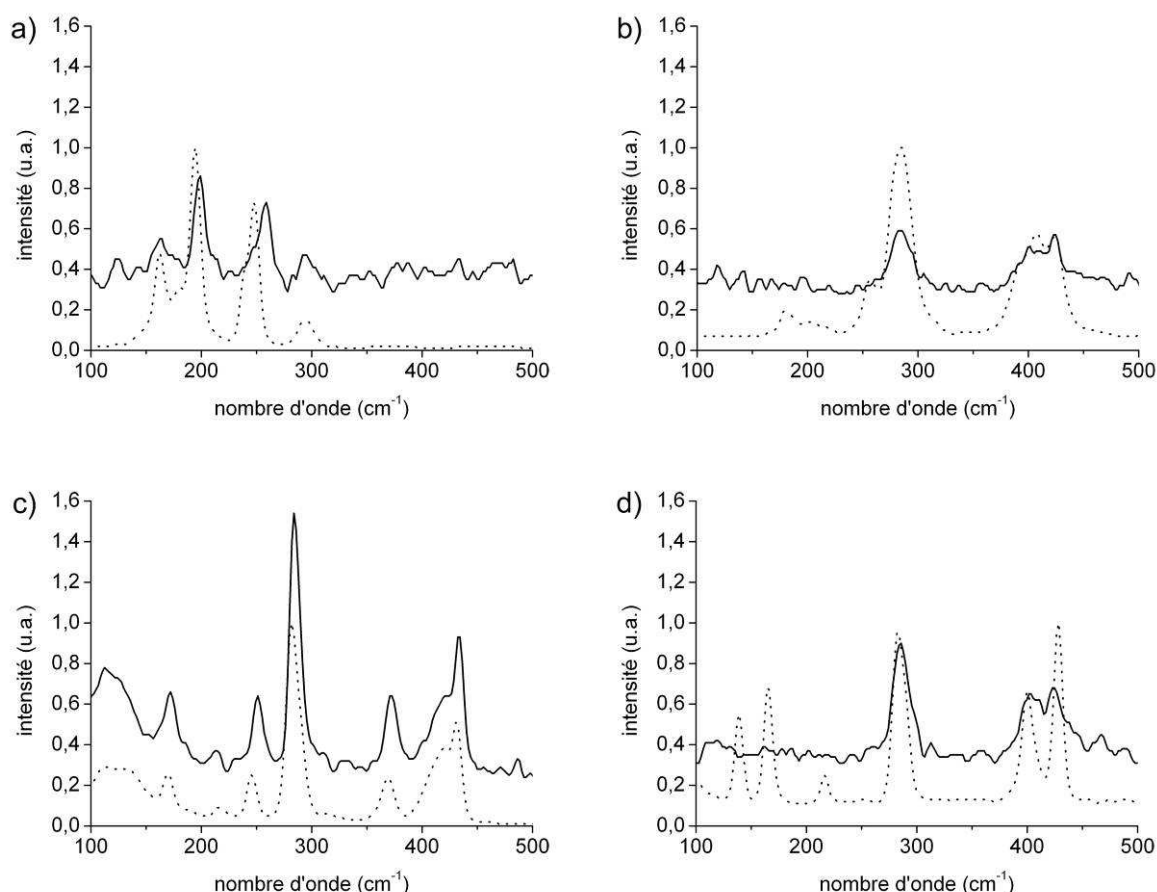 a)
1,6
1,4
1,2
1,0
0,8
0,6
0,4
0,2
0,0
intensité (u.a.)
100 200 300 400 500
nombre d'onde (cm⁻¹)
b)
1,6
1,4
1,2
1,0
0,8
0,6
0,4
0,2
0,0
intensité (u.a.)
100 200 300 400 500
nombre d'onde (cm⁻¹)
c)
1,6
1,4
1,2
1,0
0,8
0,6
0,4
0,2
0,0
intensité (u.a.)
100 200 300 400 500
nombre d'onde (cm⁻¹)
d)
1,6
1,4
1,2
1,0
0,8
0,6
0,4
0,2
0,0
intensité (u.a.)
100 200 300 400 500
nombre d'onde (cm⁻¹)